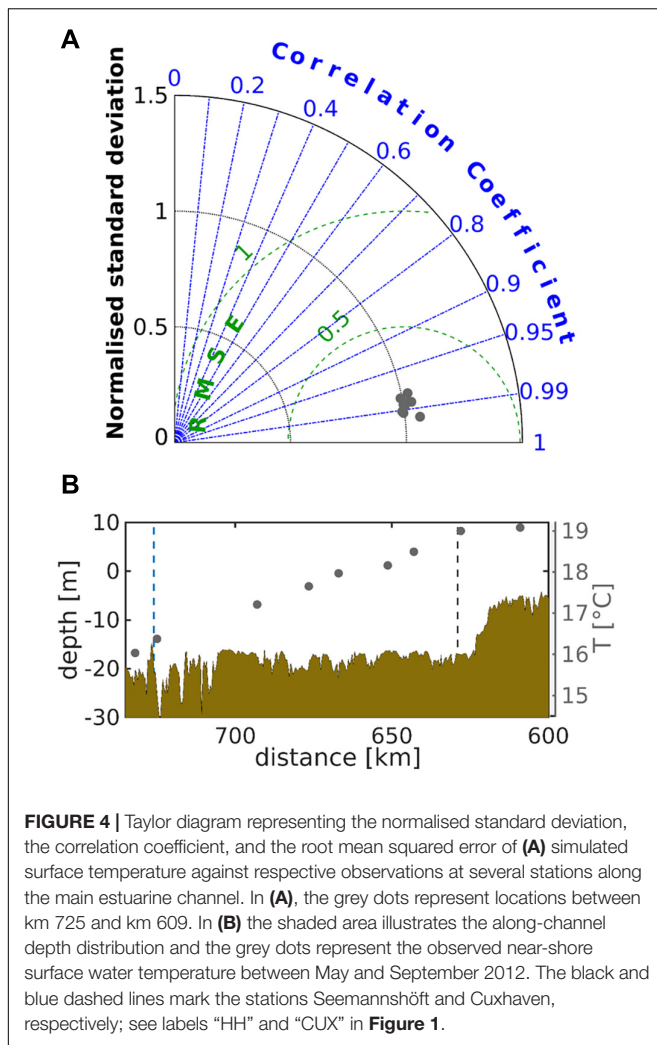 A
Correlation Coefficient
Normalised standard deviation
1.5
1
0.5
0
0
0.2
0.4
0.6
0.8
0.9
0.95
0.99
1
1
0.5
RMSE
B
depth [m]
10
0
-10
-20
-30
T [°C]
19
18
17
16
15
700
650
600
distance [km]
FIGURE 4 | Taylor diagram representing the normalised standard deviation,
the correlation coefficient, and the root mean squared error of (A) simulated
surface temperature against respective observations at several stations along
the main estuarine channel. In (A), the grey dots represent locations between
km 725 and km 609. In (B) the shaded area illustrates the along-channel
depth distribution and the grey dots represent the observed near-shore
surface water temperature between May and September 2012. The black and
blue dashed lines mark the stations Seemannshöft and Cuxhaven,
respectively; see labels “HH” and “CUX” in Figure 1.